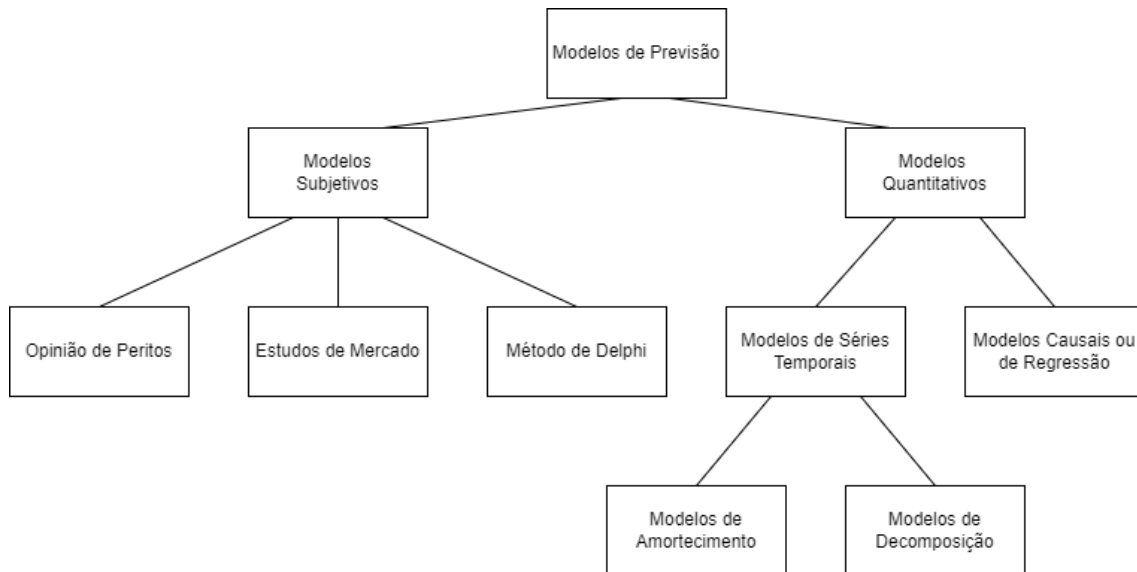 Modelos de Previsão
Modelos
Subjetivos
Modelos
Quantitativos
Opinião de Peritos
Estudos de Mercado
Método de Delphi
Modelos de Séries
Temporais
Modelos Causais ou
de Regressão
Modelos de
Amortecimento
Modelos de
Decomposição